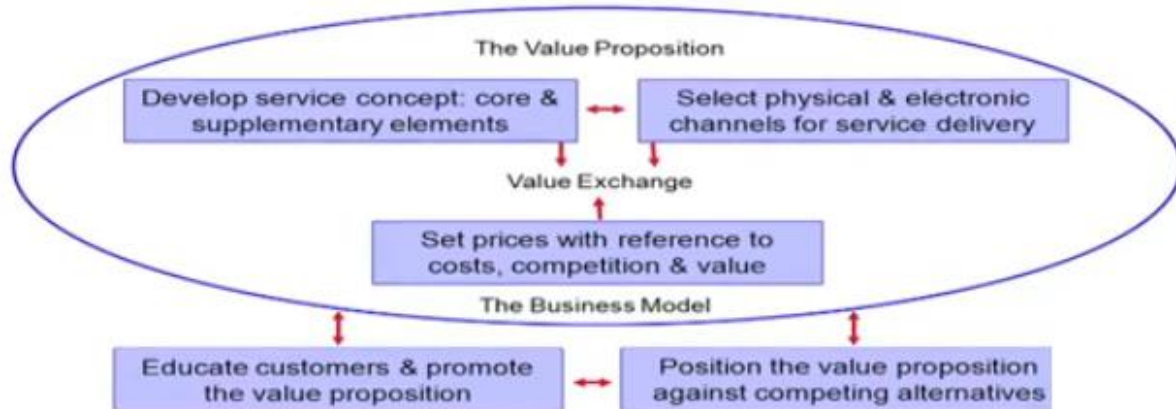 The Value Proposition
Develop service concept: core &
supplementary elements
Select physical & electronic
channels for service delivery
Value Exchange
Set prices with reference to
costs, competition & value
The Business Model
Educate customers & promote
the value proposition
Position the value proposition
against competing alternatives